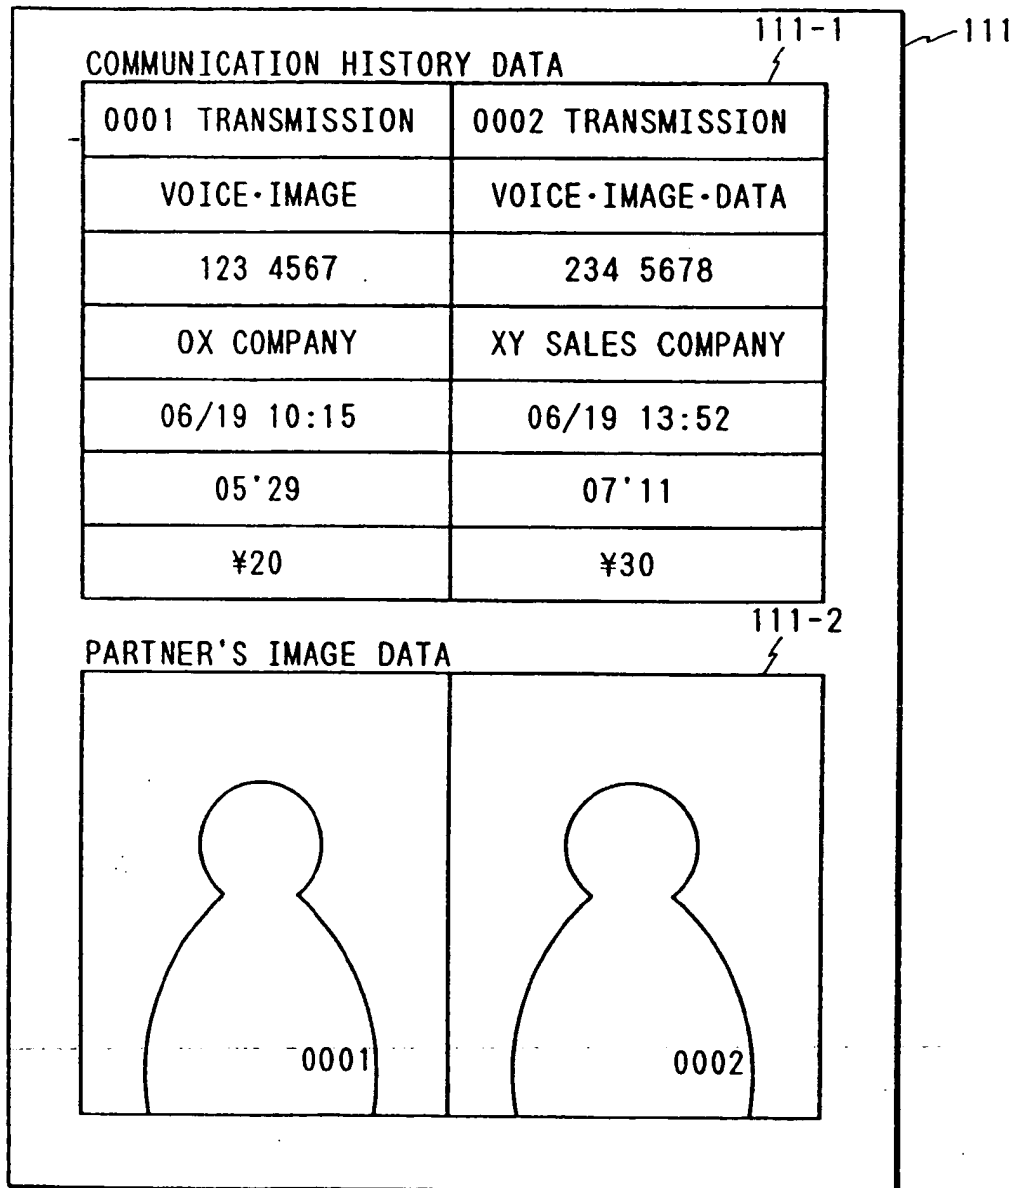 111-1
111
COMMUNICATION HISTORY DATA
0001 TRANSMISSION 0002 TRANSMISSION
VOICE·IMAGE VOICE·IMAGE·DATA
123 4567 234 5678
OX COMPANY XY SALES COMPANY
06/19 10:15 06/19 13:52
05'29 07'11
¥20 ¥30
111-2
PARTNER'S IMAGE DATA
0001 0002